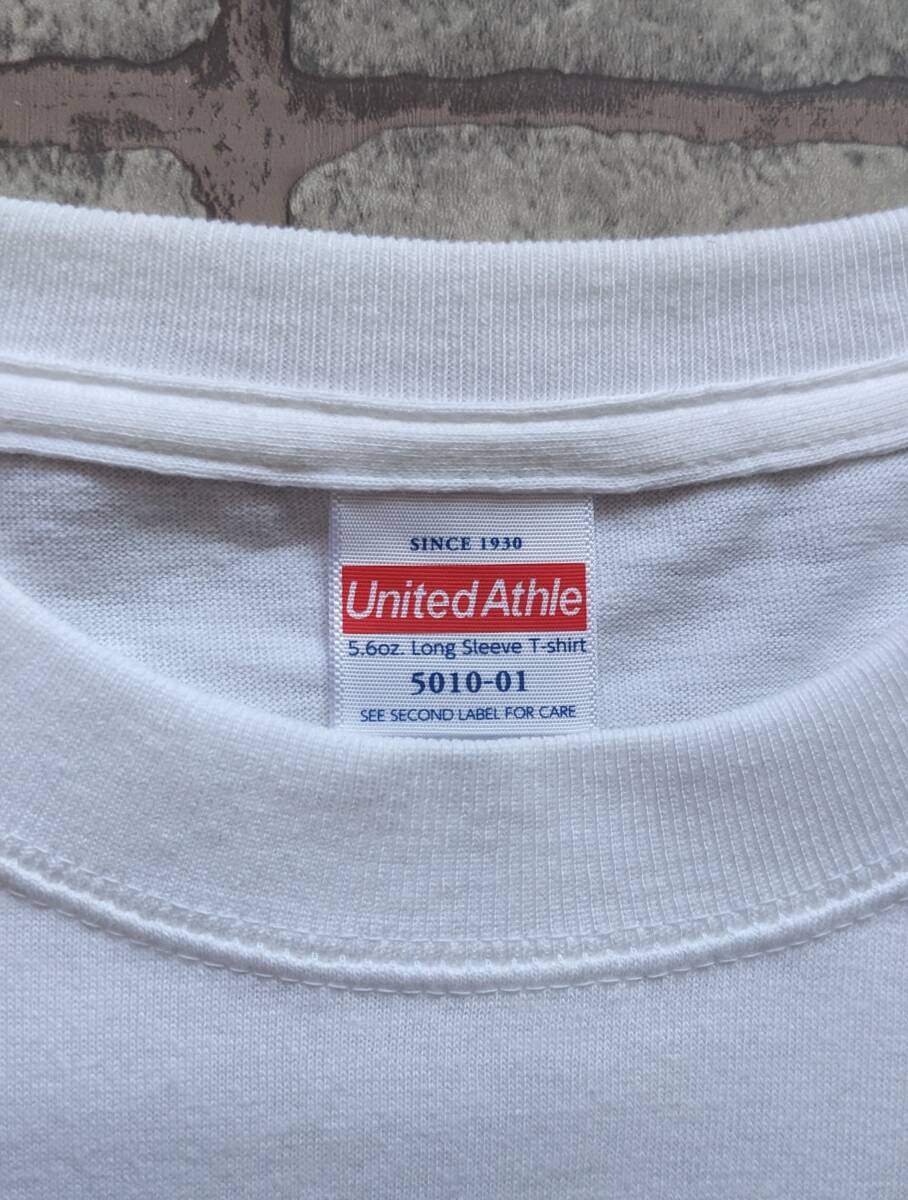 SINCE 1930
United Athle
5.6oz. Long Sleeve T-shirt
5010-01
SEE SECOND LABEL FOR CARE